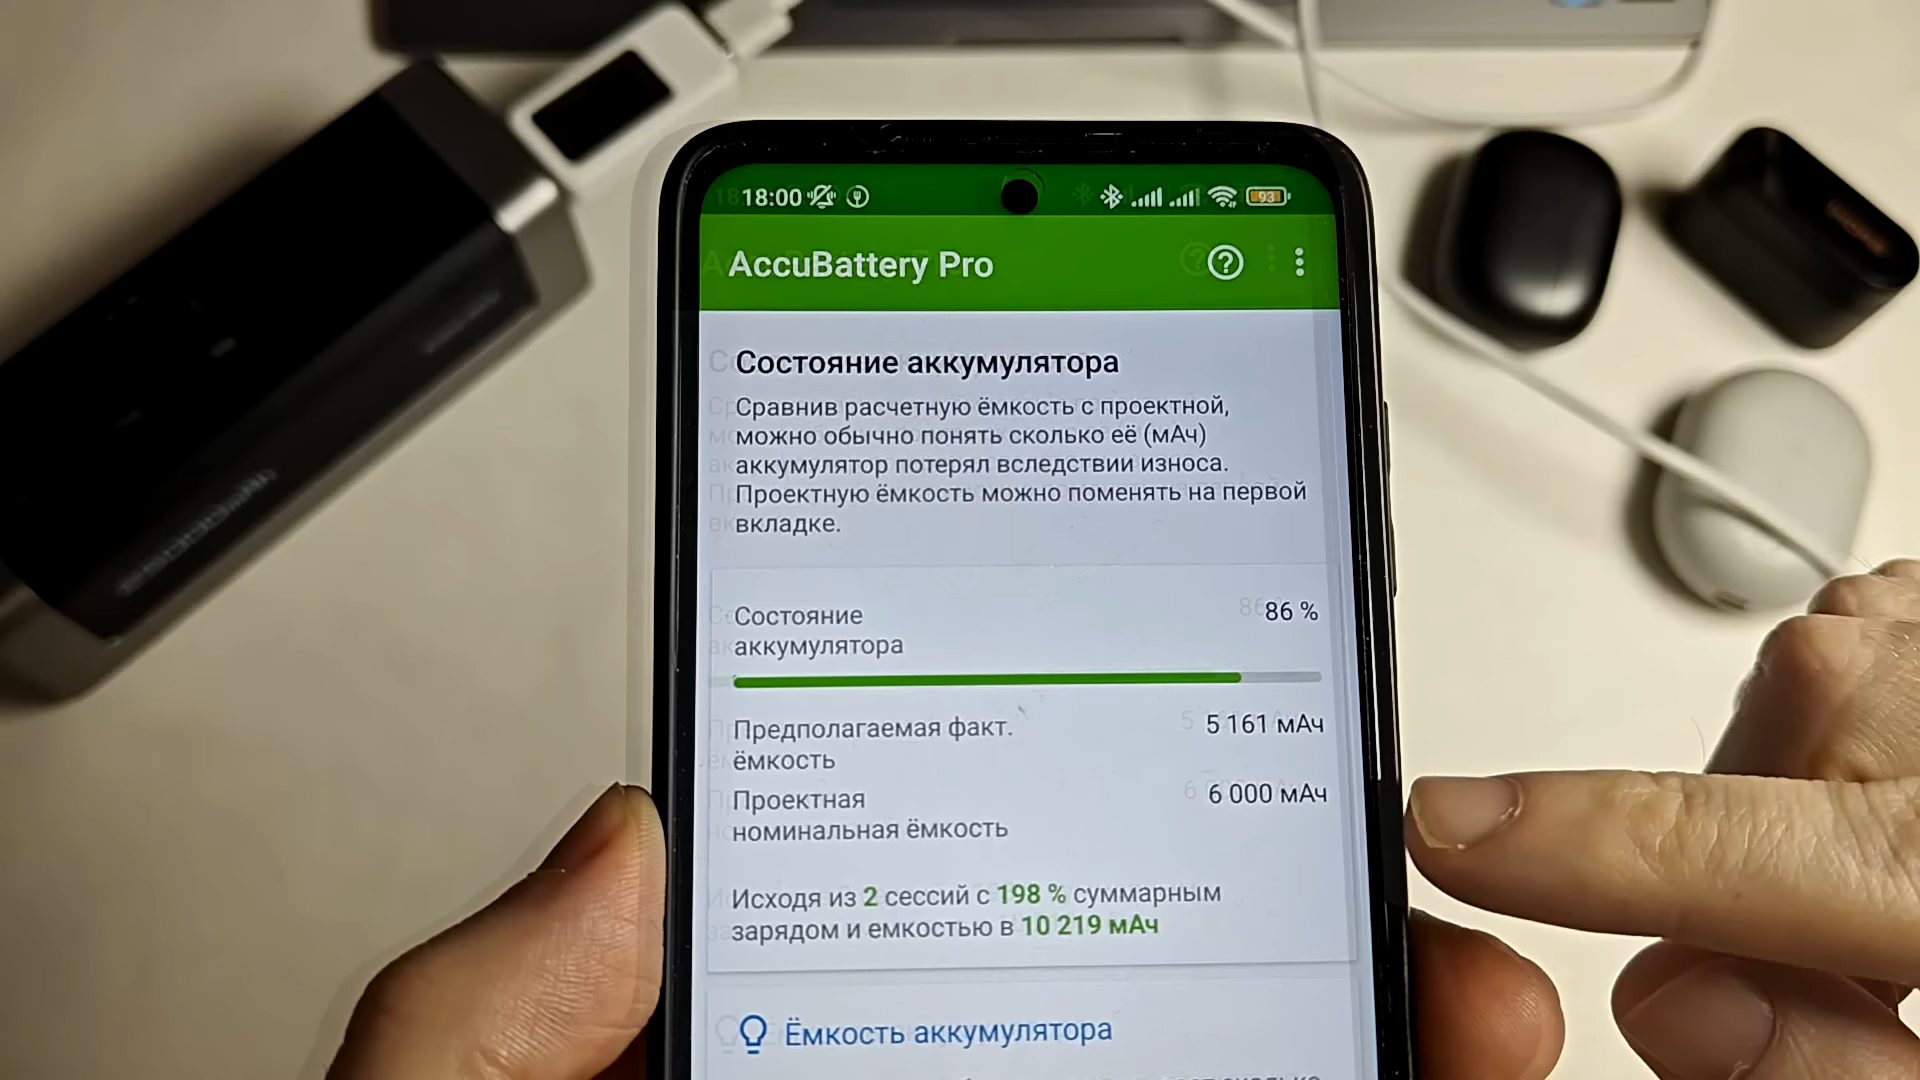 18:00
93
AccuBattery Pro
Состояние аккумулятора
Сравнив расчетную ёмкость с проектной,
можно обычно понять сколько её (мАч)
аккумулятор потерял вследствии износа.
Проектную ёмкость можно поменять на первой
вкладке.
Состояние
аккумулятора
86 %
Предполагаемая факт.
ёмкость
5 161 мАч
Проектная
номинальная ёмкость
6 000 мАч
Исходя из 2 сессий с 198 % суммарным
зарядом и емкостью в 10 219 мАч
Ёмкость аккумулятора